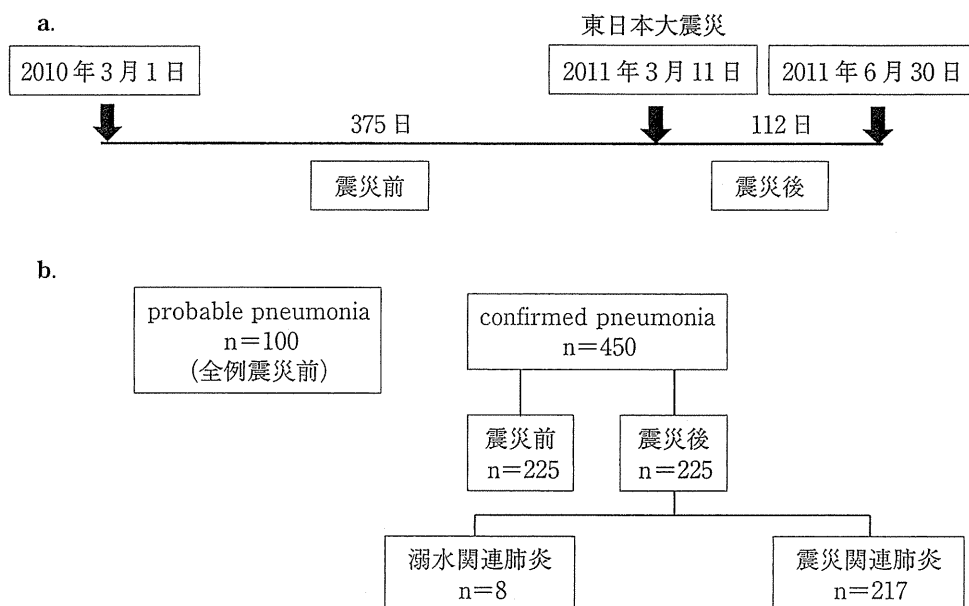 a.
東日本大震災
2010年3月1日
2011年3月11日
2011年6月30日
375日
112日
震災前
震災後
b.
probable pneumonia
n=100
(全例震災前)
confirmed pneumonia
n=450
震災前
n=225
震災後
n=225
溺水関連肺炎
n=8
震災関連肺炎
n=217